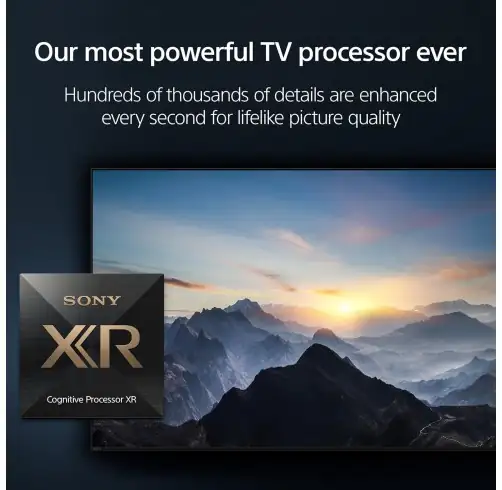 Our most powerful TV processor ever
Hundreds of thousands of details are enhanced
every second for lifelike picture quality
SONY
XR
Cognitive Processor XR